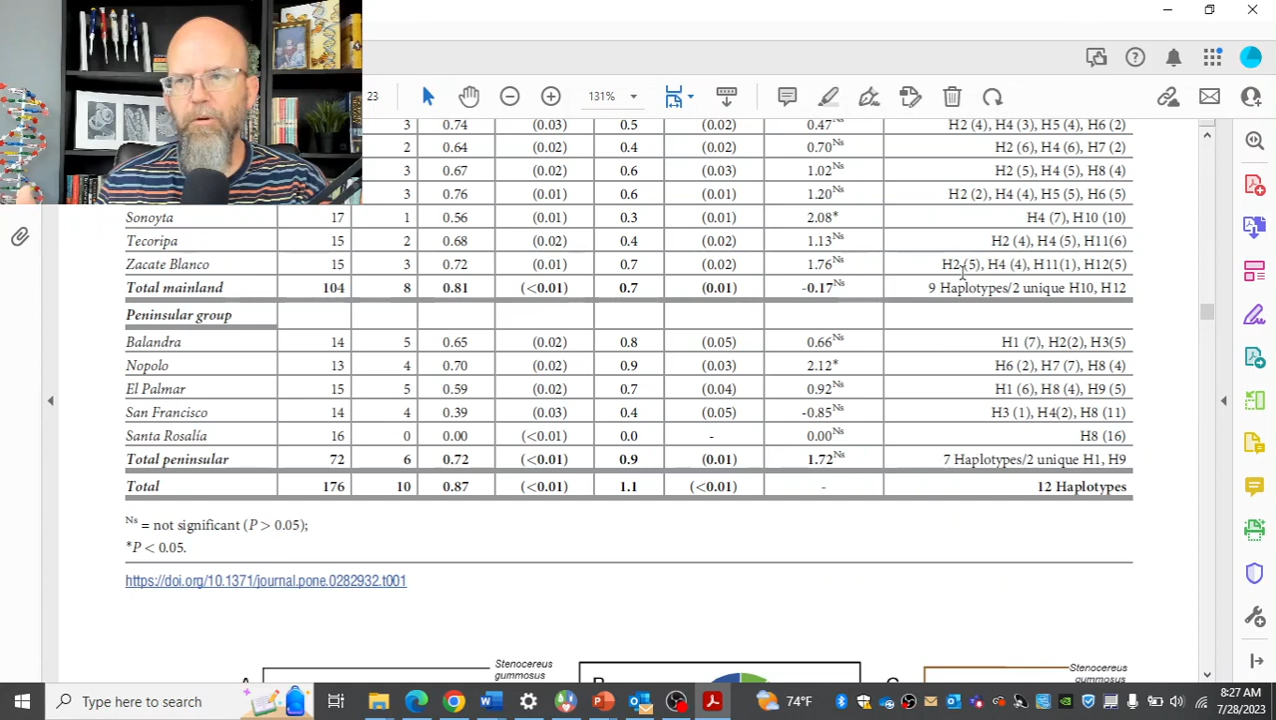 23
131%
3 0.74 (0.03) 0.5 (0.02) 0.47Ns H2 (4), H4 (3), H5 (4), H6 (2)
2 0.64 (0.02) 0.4 (0.02) 0.70Ns H2 (6), H4 (6), H7 (2)
3 0.67 (0.02) 0.6 (0.03) 1.02Ns H2 (5), H4 (5), H8 (4)
3 0.76 (0.01) 0.6 (0.01) 1.20Ns H2 (2), H4 (4), H5 (5), H6 (5)
Sonoyta 17 1 0.56 (0.01) 0.3 (0.01) 2.08* H4 (7), H10 (10)
Tecoripa 15 2 0.68 (0.02) 0.4 (0.02) 1.13Ns H2 (4), H4 (5), H11(6)
Zacate Blanco 15 3 0.72 (0.01) 0.7 (0.02) 1.76Ns H2 (5), H4 (4), H11(1), H12(5)
Total mainland 104 8 0.81 (<0.01) 0.7 (0.01) -0.17Ns 9 Haplotypes/2 unique H10, H12
Peninsular group
Balandra 14 5 0.65 (0.02) 0.8 (0.05) 0.66Ns H1 (7), H2(2), H3(5)
Nopolo 13 4 0.70 (0.02) 0.9 (0.03) 2.12* H6 (2), H7 (7), H8 (4)
El Palmar 15 5 0.59 (0.02) 0.7 (0.04) 0.92Ns H1 (6), H8 (4), H9 (5)
San Francisco 14 4 0.39 (0.03) 0.4 (0.05) -0.85Ns H3 (1), H4(2), H8 (11)
Santa Rosalía 16 0 0.00 (<0.01) 0.0 - 0.00Ns H8 (16)
Total peninsular 72 6 0.72 (<0.01) 0.9 (0.01) 1.72Ns 7 Haplotypes/2 unique H1, H9
Total 176 10 0.87 (<0.01) 1.1 (<0.01) - 12 Haplotypes
Ns = not significant (P > 0.05);
*P < 0.05.
https://doi.org/10.1371/journal.pone.0282932.t001
Stenocereus
gummosus
Stenocereus
gummosus
Type here to search
74°F
8:27 AM
7/28/2023